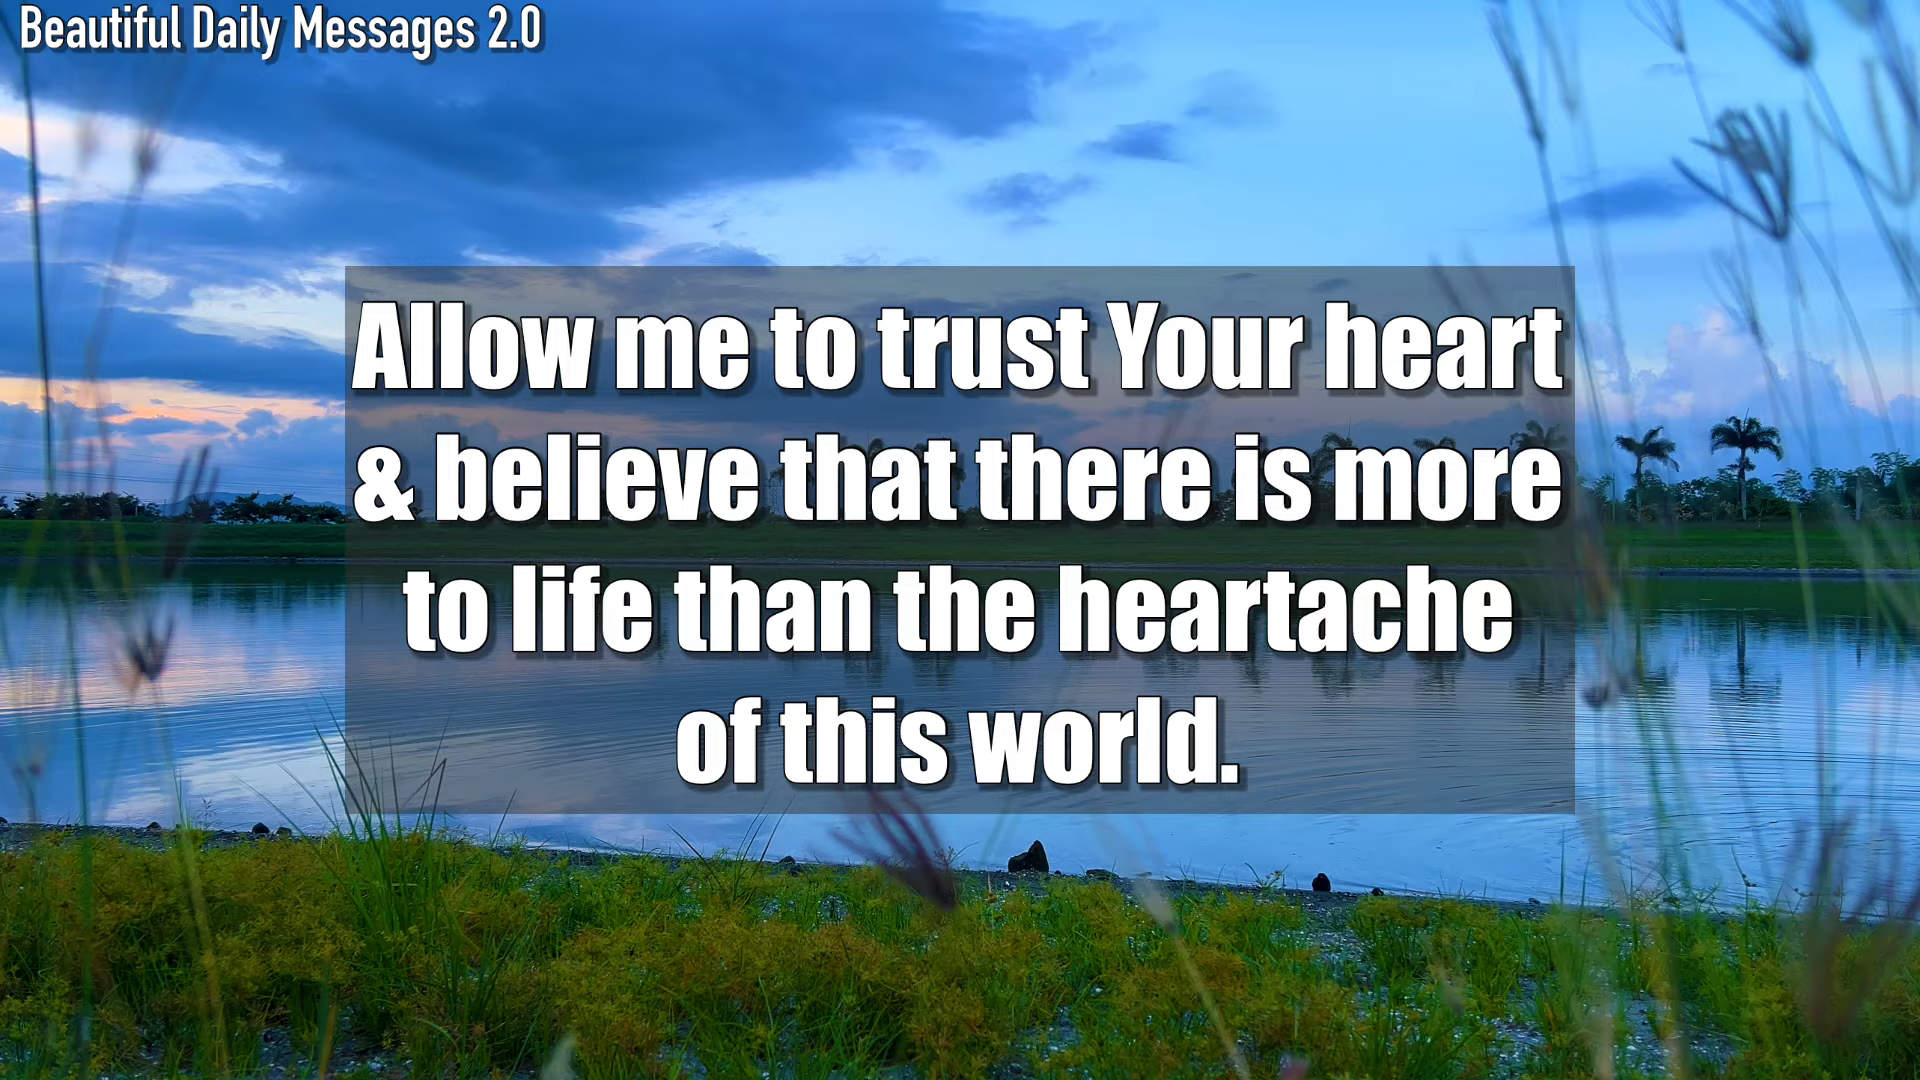 Beautiful Daily Messages 2.0
Allow me to trust Your heart
& believe that there is more
to life than the heartache
of this world.